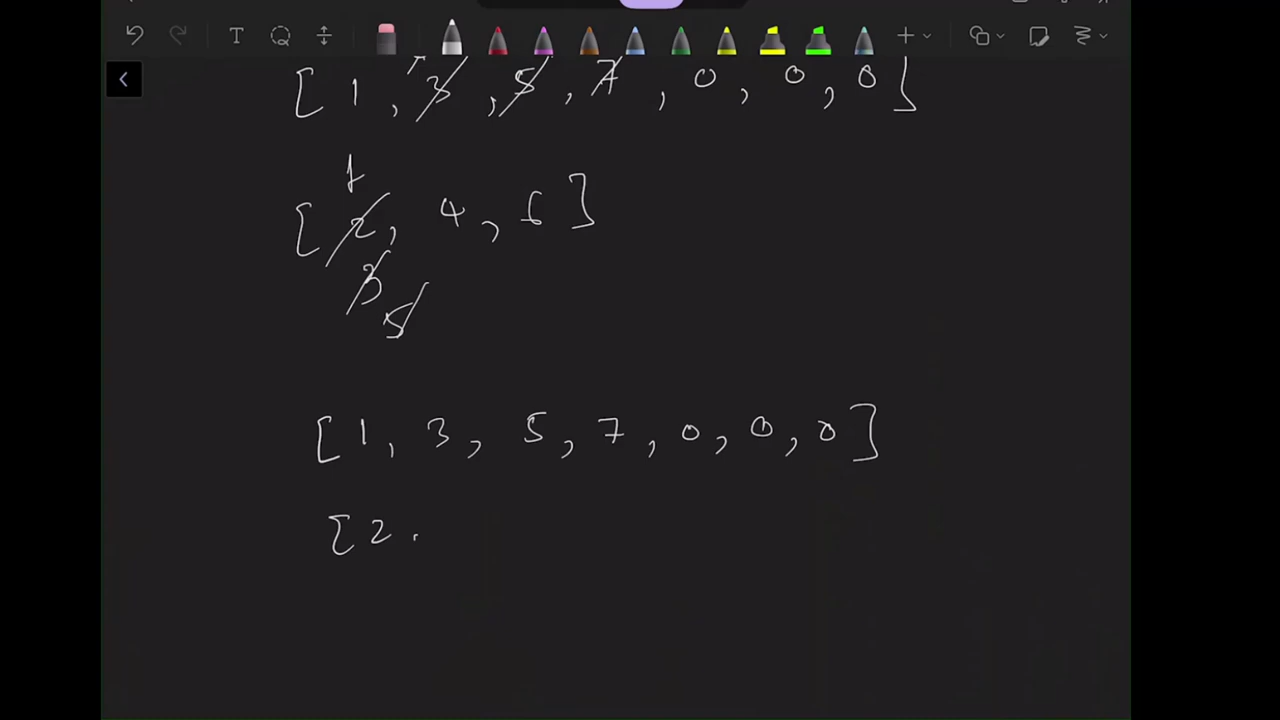 [ 1 , 3 , 5 , 7 , 0 , 0 , 0 ]
1
[ 2 , 4 , 6 ]
3
5
[ 1 , 3 , 5 , 7 , 0 , 0 , 0 ]
[ 2 .